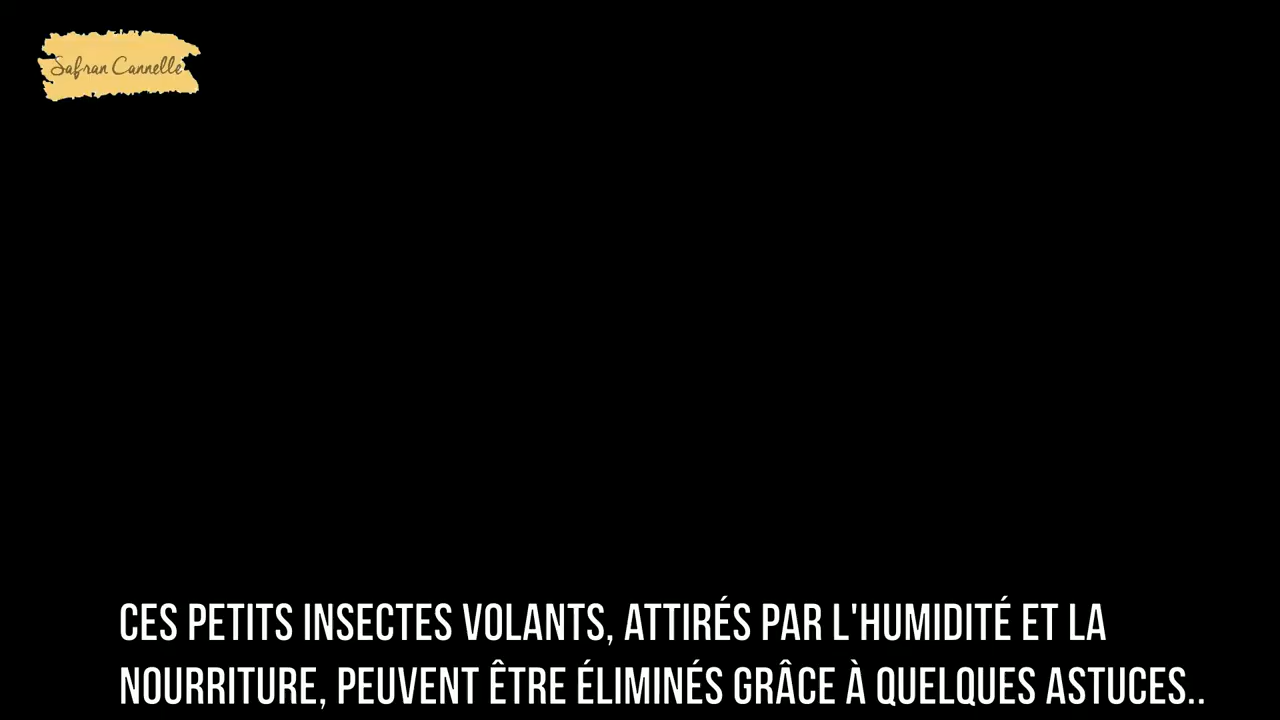 Safran Cannelle
CES PETITS INSECTES VOLANTS, ATTIRÉS PAR L'HUMIDITÉ ET LA
NOURRITURE, PEUVENT ÊTRE ÉLIMINÉS GRÂCE À QUELQUES ASTUCES..